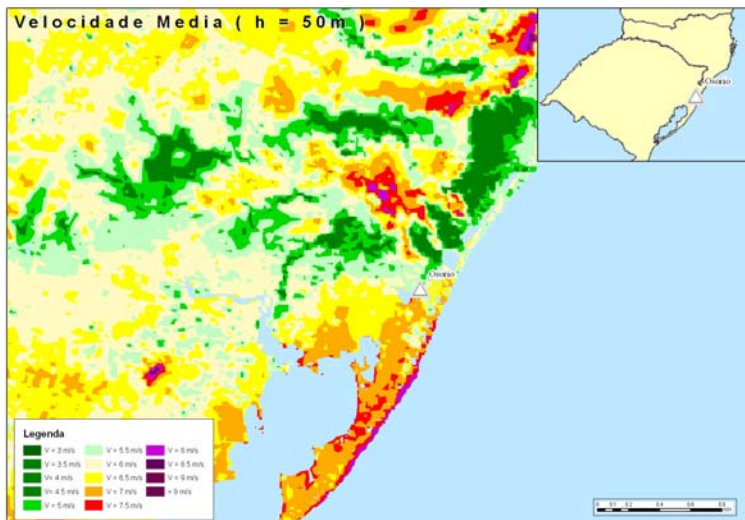 Velocidade Media ( h = 50m )
Osorio
Osorio
Legenda
V = 3 m/s
V = 3.5 m/s
V= 4 m/s
V= 4.5 m/s
V = 5 m/s
V = 5.5 m/s
V = 6 m/s
V = 6.5 m/s
V = 7 m/s
V = 7.5 m/s
V = 8 m/s
V = 8.5 m/s
V = 9 m/s
> 9 m/s